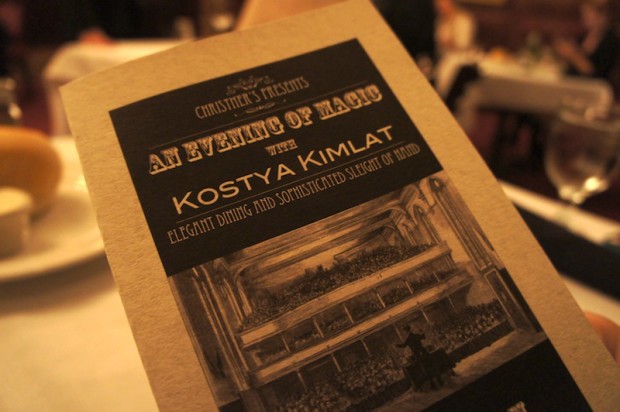 CHRISTNER'S PRESENTS
AN EVENING OF MAGIC
WITH
KOSTYA KIMLAT
ELEGANT DINING AND SOPHISTICATED SLEIGHT OF HAND